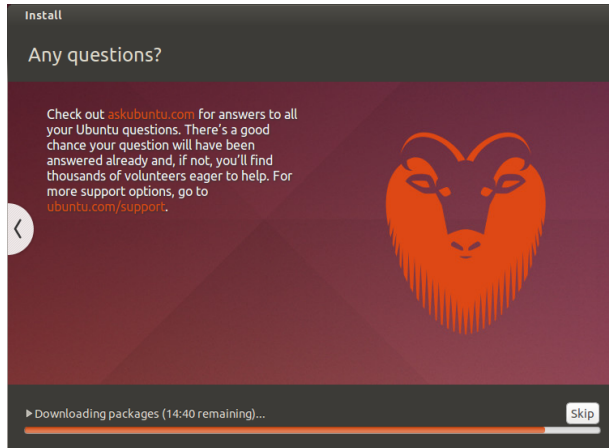 Install
Any questions?
Check out askubuntu.com for answers to all
your Ubuntu questions. There's a good
chance your question will have been
answered already and, if not, you'll find
thousands of volunteers eager to help. For
more support options, go to
ubuntu.com/support.
Downloading packages (14:40 remaining)...
Skip